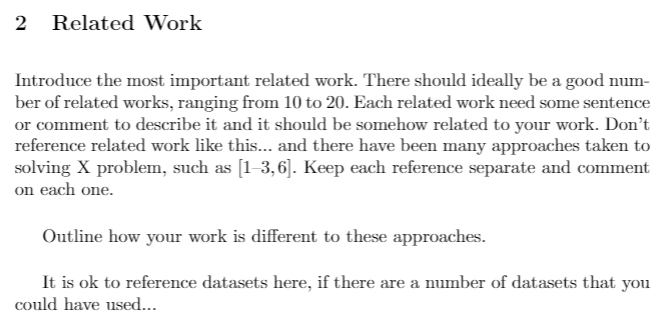 2 Related Work
Introduce the most important related work. There should ideally be a good num-
ber of related works, ranging from 10 to 20. Each related work need some sentence
or comment to describe it and it should be somehow related to your work. Don't
reference related work like this... and there have been many approaches taken to
solving X problem, such as [1–3,6]. Keep each reference separate and comment
on each one.
Outline how your work is different to these approaches.
It is ok to reference datasets here, if there are a number of datasets that you
could have used...